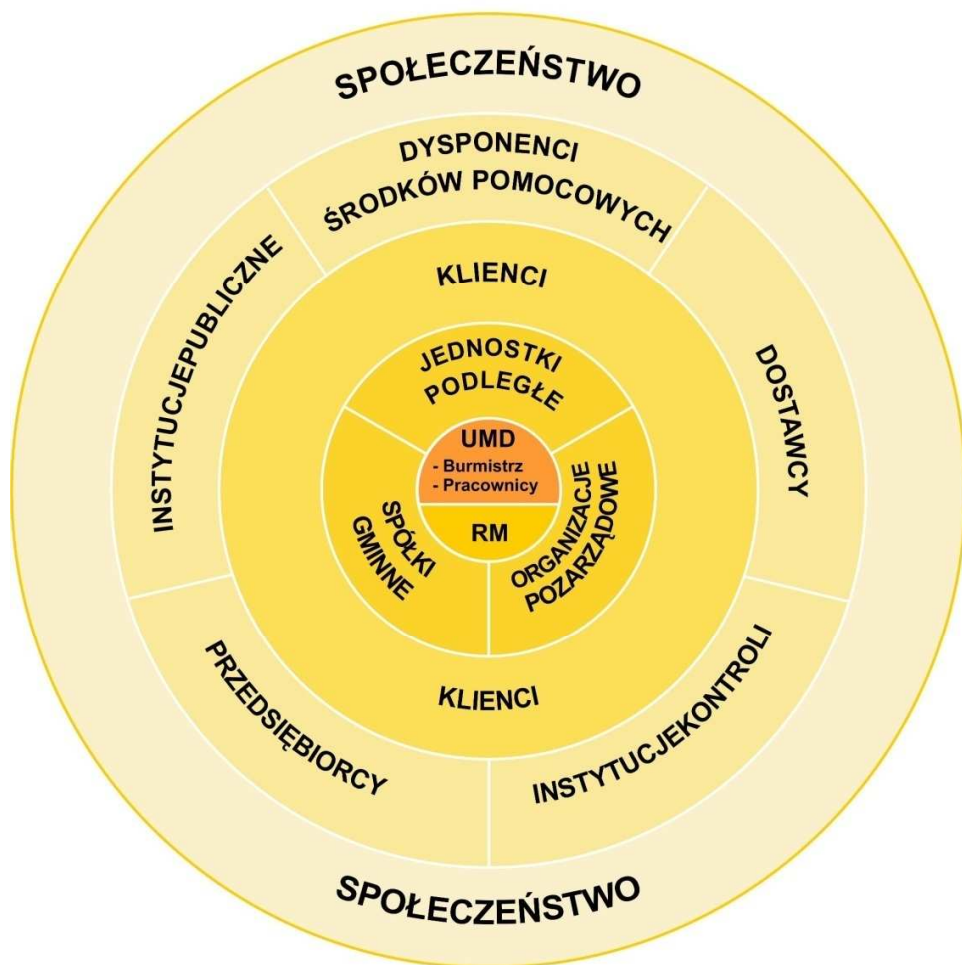 SPOŁECZEŃSTWO
DYSPONENCI
ŚRODKÓW POMOCOWYCH
INSTYTUCJEPUBLICZNE
KLIENCI
DOSTAWCY
JEDNOSTKI
PODLEGŁE
UMD
- Burmistrz
- Pracownicy
RM
SPÓŁKI
GMINNE
ORGANIZACJE
POZARZĄDOWE
KLIENCI
PRZEDSIĘBIORCY
INSTYTUCJEKONTROLI
SPOŁECZEŃSTWO